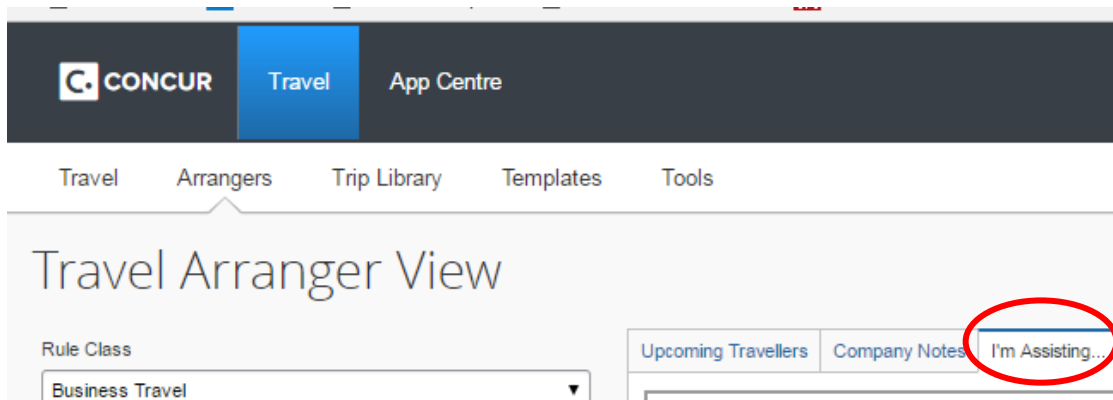 C. CONCUR Travel App Centre
Travel Arrangers Trip Library Templates Tools
Travel Arranger View
Rule Class
Upcoming Travellers Company Notes I'm Assisting...
Business Travel